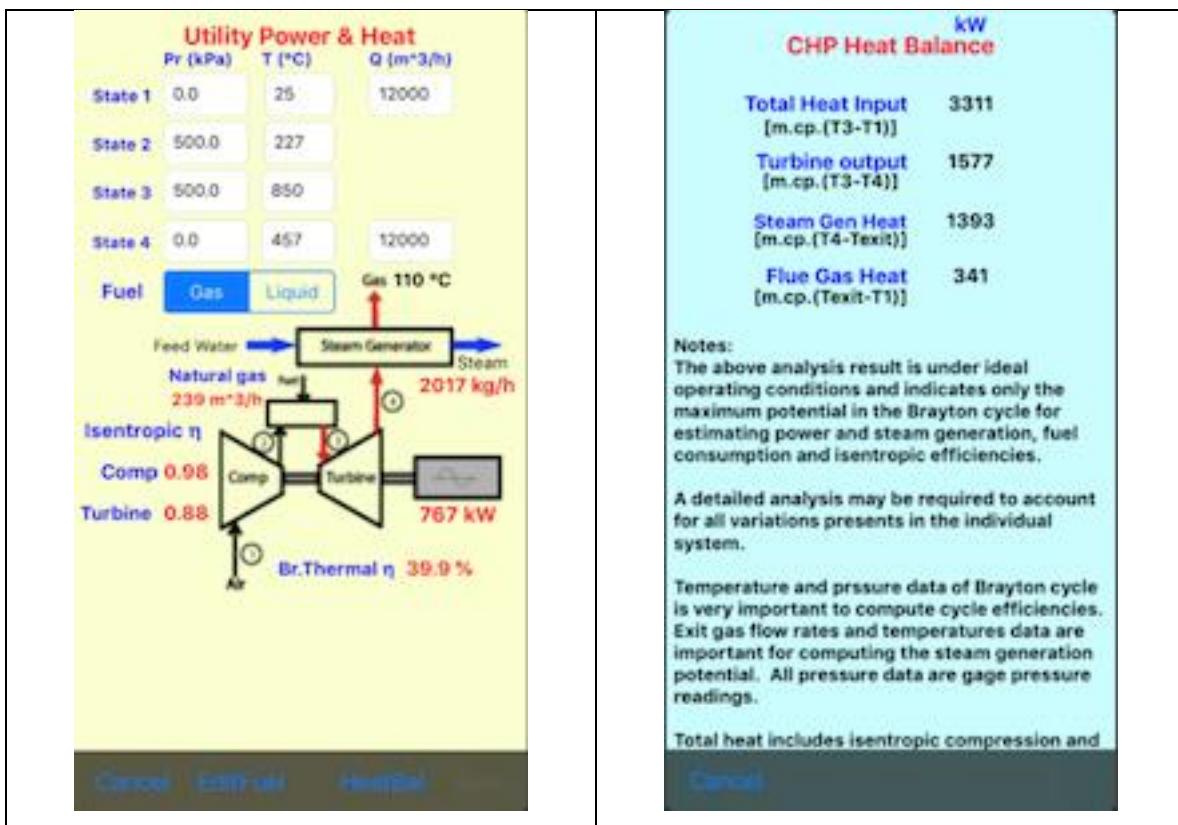 Utility Power & Heat
Pr (kPa) T (°C) Q (m^3/h)
State 1 0.0 25 12000
State 2 500.0 227
State 3 500.0 850
State 4 0.0 457 12000
Fuel Gas Liquid Gas 110 °C
Feed Water Steam Generator
Steam
Natural gas Fuel 2017 kg/h
239 m^3/h
4
Isentropic η
2 3
Comp 0.98 Comp Turbine
Turbine 0.88 767 kW
1
Br.Thermal η 39.9 %
Air
Cancel EditFuel HeatBal
kW
CHP Heat Balance
Total Heat Input 3311
[m.cp.(T3-T1)]
Turbine output 1577
[m.cp.(T3-T4)]
Steam Gen Heat 1393
[m.cp.(T4-Texit)]
Flue Gas Heat 341
[m.cp.(Texit-T1)]
Notes:
The above analysis result is under ideal
operating conditions and indicates only the
maximum potential in the Brayton cycle for
estimating power and steam generation, fuel
consumption and isentropic efficiencies.
A detailed analysis may be required to account
for all variations presents in the individual
system.
Temperature and prssure data of Brayton cycle
is very important to compute cycle efficiencies.
Exit gas flow rates and temperatures data are
important for computing the steam generation
potential. All pressure data are gage pressure
readings.
Total heat includes isentropic compression and
Cancel